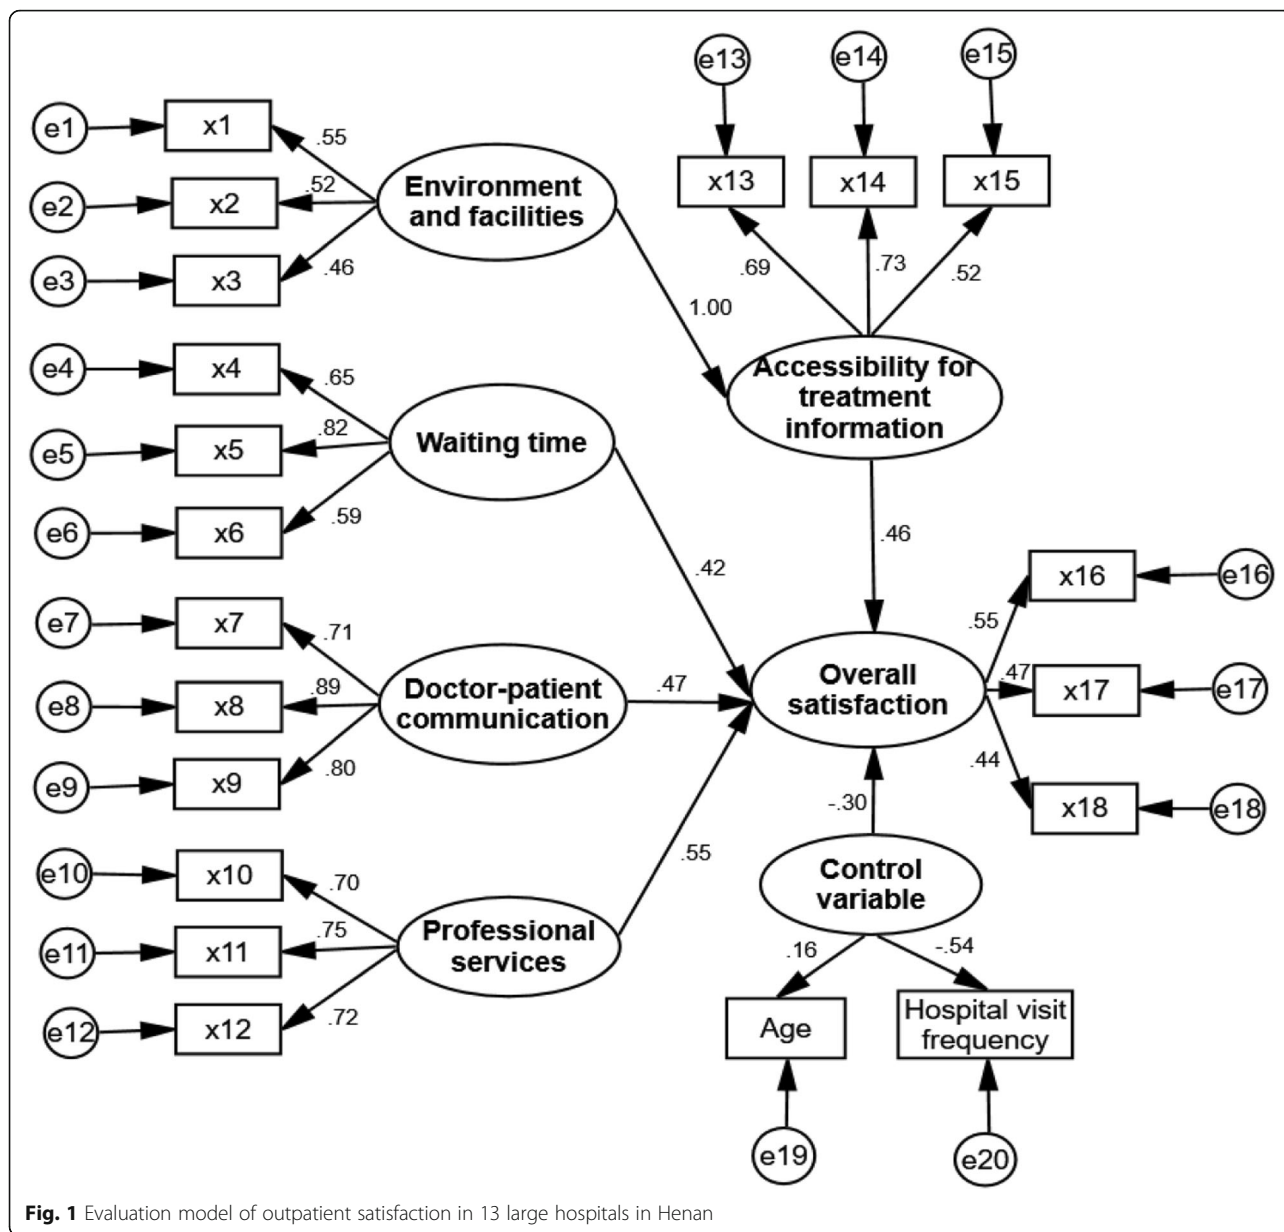 e13
e14
e15
e1
x1
.55
x13
x14
x15
e2
x2
.52
Environment
and facilities
e3
x3
.46
.69
.73
.52
1.00
e4
x4
.65
Accessibility for
treatment
information
e5
x5
.82
Waiting time
e6
x6
.59
.46
.42
x16
e16
e7
x7
.71
.55
e8
x8
.89
Doctor-patient
communication
.47
Overall
satisfaction
.47
x17
e17
e9
x9
.80
.44
x18
e18
-.30
e10
x10
.70
.55
Control
variable
e11
x11
.75
Professional
services
.16
-.54
e12
x12
.72
Age
Hospital visit
frequency
e19
e20
Fig. 1 Evaluation model of outpatient satisfaction in 13 large hospitals in Henan